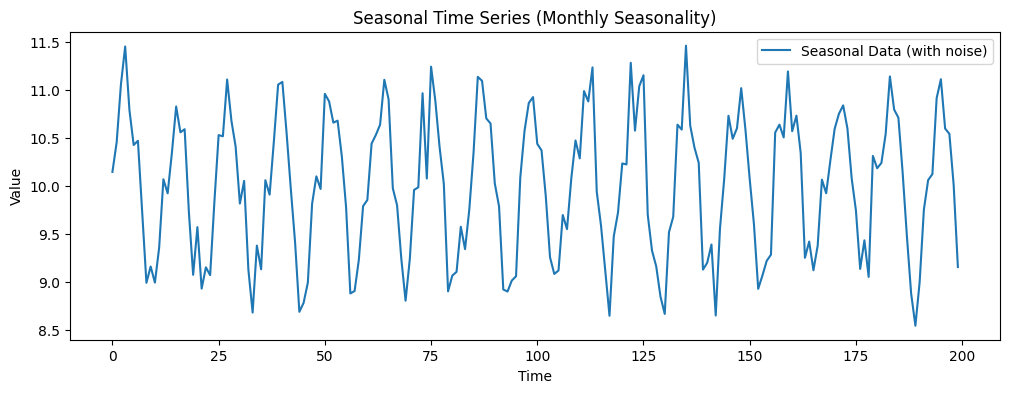 Seasonal Time Series (Monthly Seasonality)
Seasonal Data (with noise)
11.5
11.0
10.5
10.0
9.5
9.0
8.5
Value
0 25 50 75 100 125 150 175 200
Time